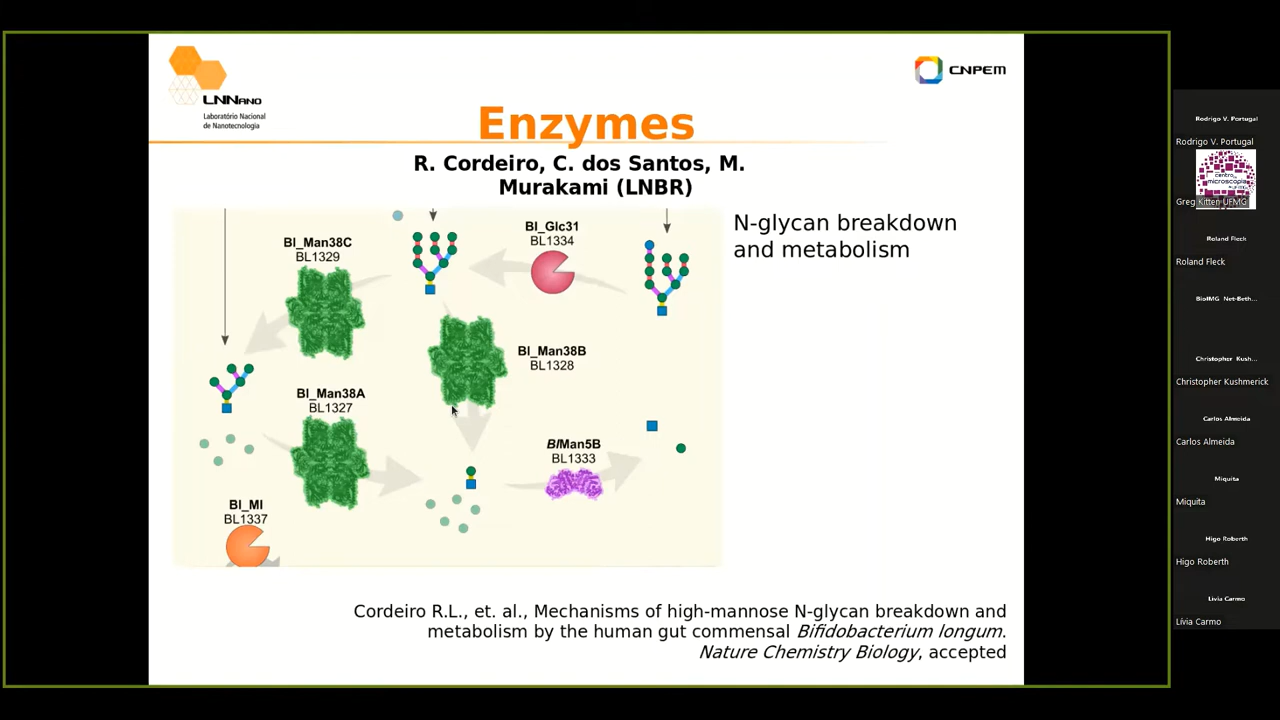 LNNANO
Laboratório Nacional
de Nanotecnologia
CNPEM
Enzymes
R. Cordeiro, C. dos Santos, M.
Murakami (LNBR)
N-glycan breakdown
and metabolism
Bl_Man38C
BL1329
Bl_Glc31
BL1334
Bl_Man38B
BL1328
Bl_Man38A
BL1327
BlMan5B
BL1333
Bl_MI
BL1337
Cordeiro R.L., et. al., Mechanisms of high-mannose N-glycan breakdown and
metabolism by the human gut commensal Bifidobacterium longum.
Nature Chemistry Biology, accepted
Rodrigo V. Portugal
Rodrigo V. Portugal
centro
microscopia
Greg Kitten UFMG
Roland Fleck
Roland Fleck
BioIMG Net-Beth...
Christopher Kush...
Christopher Kushmerick
Carlos Almeida
Carlos Almeida
Miquita
Miquita
Higo Roberth
Higo Roberth
Livia Carmo
Lívia Carmo